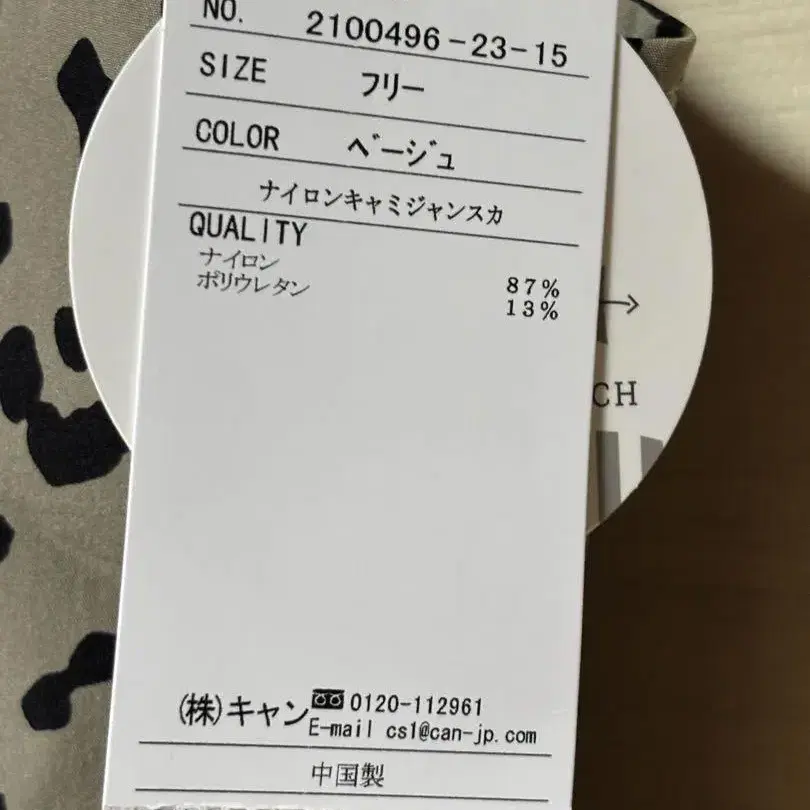 NO. 2100496-23-15
SIZE フリー
COLOR ベージュ
ナイロンキャミジャンスカ
QUALITY
ナイロン 87%
ポリウレタン 13%
CH
(株)キャン 0120-112961
E-mail cs1@can-jp.com
中国製